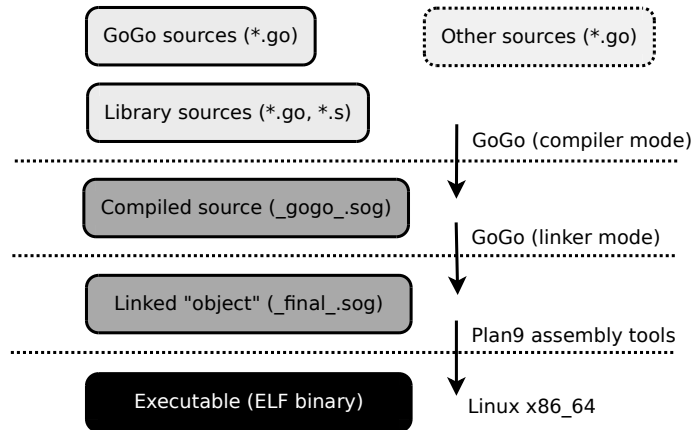 GoGo sources (*.go)
Other sources (*.go)
Library sources (*.go, *.s)
GoGo (compiler mode)
Compiled source (_gogo_.sog)
GoGo (linker mode)
Linked "object" (_final_.sog)
Plan9 assembly tools
Executable (ELF binary)
Linux x86_64